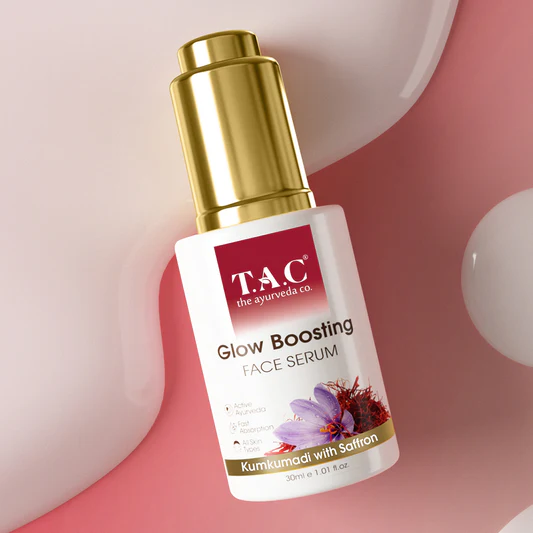 T.A.C®
the ayurveda co.
Glow Boosting
FACE SERUM
Active
Ayurveda
Fast
Absorption
All Skin
Types
Kumkumadi with Saffron
30ml e 1.01 fl.oz